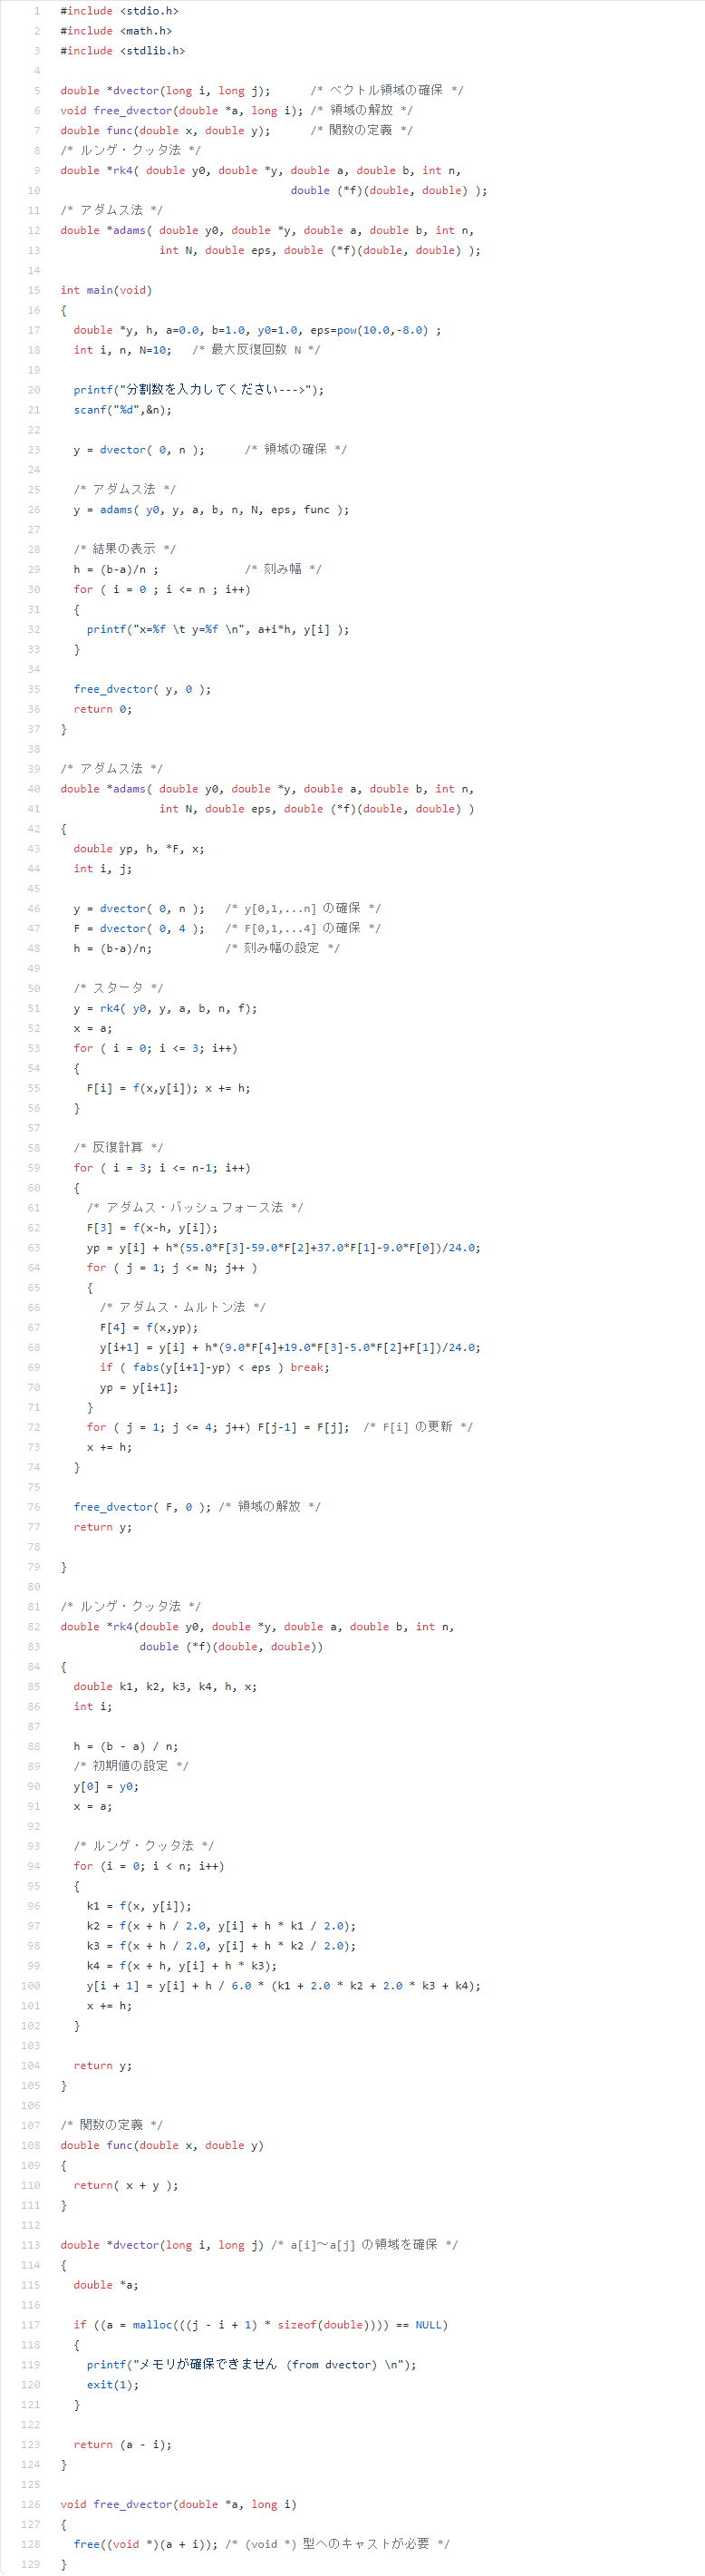 1 #include <stdio.h>
2 #include <math.h>
3 #include <stdlib.h>
4
5 double *dvector(long i, long j);      /* ベクトル領域の確保 */
6 void free_dvector(double *a, long i); /* 領域の解放 */
7 double func(double x, double y);      /* 関数の定義 */
8 /* ルンゲ・クッタ法 */
9 double *rk4( double y0, double *y, double a, double b, int n,
10                                    double (*f)(double, double) );
11 /* アダムス法 */
12 double *adams( double y0, double *y, double a, double b, int n,
13                int N, double eps, double (*f)(double, double) );
14
15 int main(void)
16 {
17   double *y, h, a=0.0, b=1.0, y0=1.0, eps=pow(10.0,-8.0) ;
18   int i, n, N=10;   /* 最大反復回数 N */
19
20   printf("分割数を入力してください--->");
21   scanf("%d",&n);
22
23   y = dvector( 0, n );      /* 領域の確保 */
24
25   /* アダムス法 */
26   y = adams( y0, y, a, b, n, N, eps, func );
27
28   /* 結果の表示 */
29   h = (b-a)/n ;             /* 刻み幅 */
30   for ( i = 0 ; i <= n ; i++)
31   {
32     printf("x=%f \t y=%f \n", a+i*h, y[i] );
33   }
34
35   free_dvector( y, 0 );
36   return 0;
37 }
38
39 /* アダムス法 */
40 double *adams( double y0, double *y, double a, double b, int n,
41                int N, double eps, double (*f)(double, double) )
42 {
43   double yp, h, *F, x;
44   int i, j;
45
46   y = dvector( 0, n );   /* y[0,1,...n] の確保 */
47   F = dvector( 0, 4 );   /* F[0,1,...4] の確保 */
48   h = (b-a)/n;           /* 刻み幅の設定 */
49
50   /* スタータ */
51   y = rk4( y0, y, a, b, n, f);
52   x = a;
53   for ( i = 0; i <= 3; i++)
54   {
55     F[i] = f(x,y[i]); x += h;
56   }
57
58   /* 反復計算 */
59   for ( i = 3; i <= n-1; i++)
60   {
61     /* アダムス・バッシュフォース法 */
62     F[3] = f(x-h, y[i]);
63     yp = y[i] + h*(55.0*F[3]-59.0*F[2]+37.0*F[1]-9.0*F[0])/24.0;
64     for ( j = 1; j <= N; j++ )
65     {
66       /* アダムス・ムルトン法 */
67       F[4] = f(x,yp);
68       y[i+1] = y[i] + h*(9.0*F[4]+19.0*F[3]-5.0*F[2]+F[1])/24.0;
69       if ( fabs(y[i+1]-yp) < eps ) break;
70       yp = y[i+1];
71     }
72     for ( j = 1; j <= 4; j++) F[j-1] = F[j];  /* F[i] の更新 */
73     x += h;
74   }
75
76   free_dvector( F, 0 ); /* 領域の解放 */
77   return y;
78
79 }
80
81 /* ルンゲ・クッタ法 */
82 double *rk4(double y0, double *y, double a, double b, int n,
83             double (*f)(double, double))
84 {
85   double k1, k2, k3, k4, h, x;
86   int i;
87
88   h = (b - a) / n;
89   /* 初期値の設定 */
90   y[0] = y0;
91   x = a;
92
93   /* ルンゲ・クッタ法 */
94   for (i = 0; i < n; i++)
95   {
96     k1 = f(x, y[i]);
97     k2 = f(x + h / 2.0, y[i] + h * k1 / 2.0);
98     k3 = f(x + h / 2.0, y[i] + h * k2 / 2.0);
99     k4 = f(x + h, y[i] + h * k3);
100     y[i + 1] = y[i] + h / 6.0 * (k1 + 2.0 * k2 + 2.0 * k3 + k4);
101     x += h;
102   }
103
104   return y;
105 }
106
107 /* 関数の定義 */
108 double func(double x, double y)
109 {
110   return( x + y );
111 }
112
113 double *dvector(long i, long j) /* a[i]～a[j] の領域を確保 */
114 {
115   double *a;
116
117   if ((a = malloc(((j - i + 1) * sizeof(double)))) == NULL)
118   {
119     printf("メモリが確保できません (from dvector) \n");
120     exit(1);
121   }
122
123   return (a - i);
124 }
125
126 void free_dvector(double *a, long i)
127 {
128   free((void *)(a + i)); /* (void *) 型へのキャストが必要 */
129 }